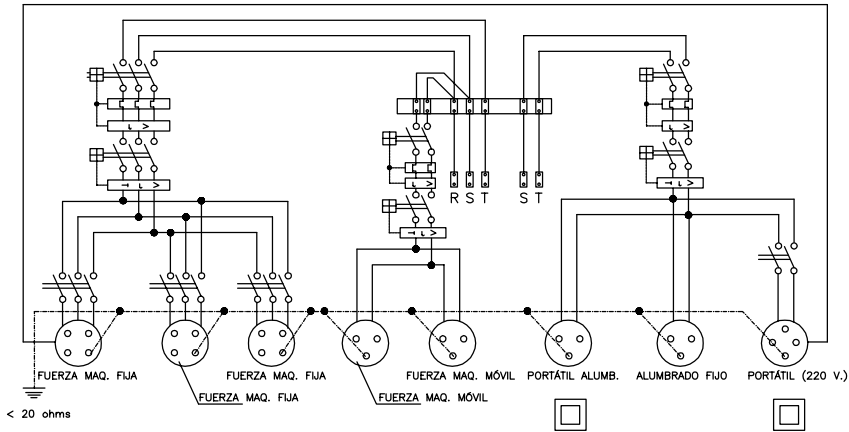 R S T S T
FUERZA MAQ. FIJA FUERZA MAQ. FIJA FUERZA MAQ. MÓVIL PORTÁTIL ALUMB. ALUMBRADO FIJO PORTÁTIL (220 V.)
FUERZA MAQ. FIJA FUERZA MAQ. MÓVIL
< 20 ohms